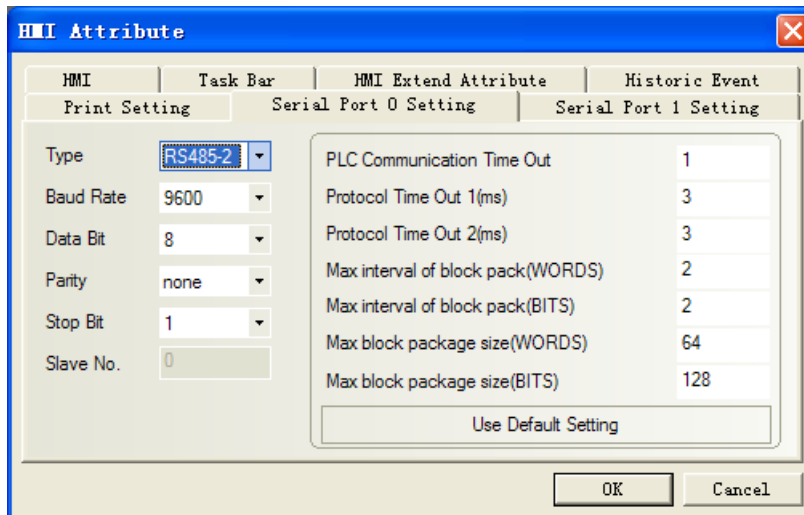 HMI Attribute
HMI Task Bar HMI Extend Attribute Historic Event
Print Setting Serial Port 0 Setting Serial Port 1 Setting
Type RS485-2
Baud Rate 9600
Data Bit 8
Parity none
Stop Bit 1
Slave No. 0
PLC Communication Time Out 1
Protocol Time Out 1(ms) 3
Protocol Time Out 2(ms) 3
Max interval of block pack(WORDS) 2
Max interval of block pack(BITS) 2
Max block package size(WORDS) 64
Max block package size(BITS) 128
Use Default Setting
OK Cancel